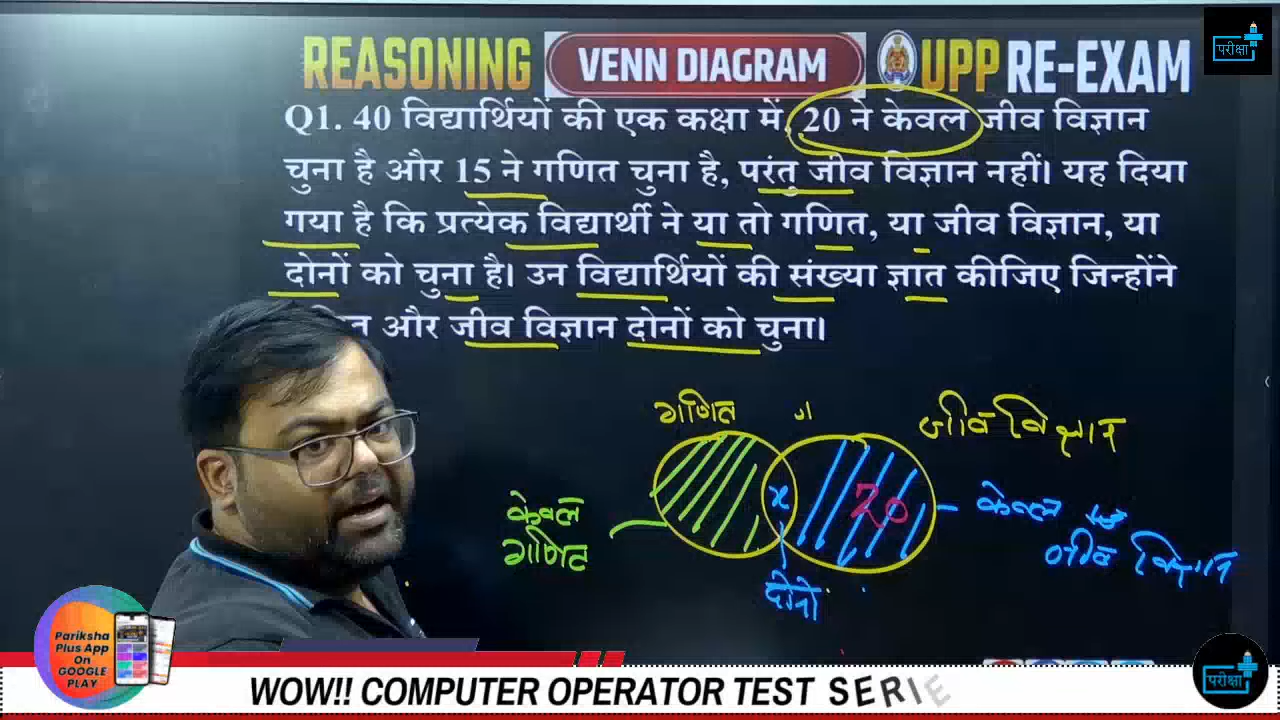 REASONING VENN DIAGRAM UPP RE-EXAM
परीक्षा
Q1. 40 विद्यार्थियों की एक कक्षा में, 20 ने केवल जीव विज्ञान
चुना है और 15 ने गणित चुना है, परंतु जीव विज्ञान नहीं। यह दिया
गया है कि प्रत्येक विद्यार्थी ने या तो गणित, या जीव विज्ञान, या
दोनों को चुना है। उन विद्यार्थियों की संख्या ज्ञात कीजिए जिन्होंने
और जीव विज्ञान दोनों को चुना।
गणित ग जीव विज्ञान
केवल
गणित
x
20
जीव विज्ञान
दोनो
Pariksha
Plus App
On
GOOGLE
PLAY
WOW!! COMPUTER OPERATOR TEST SERIE
परीक्षा